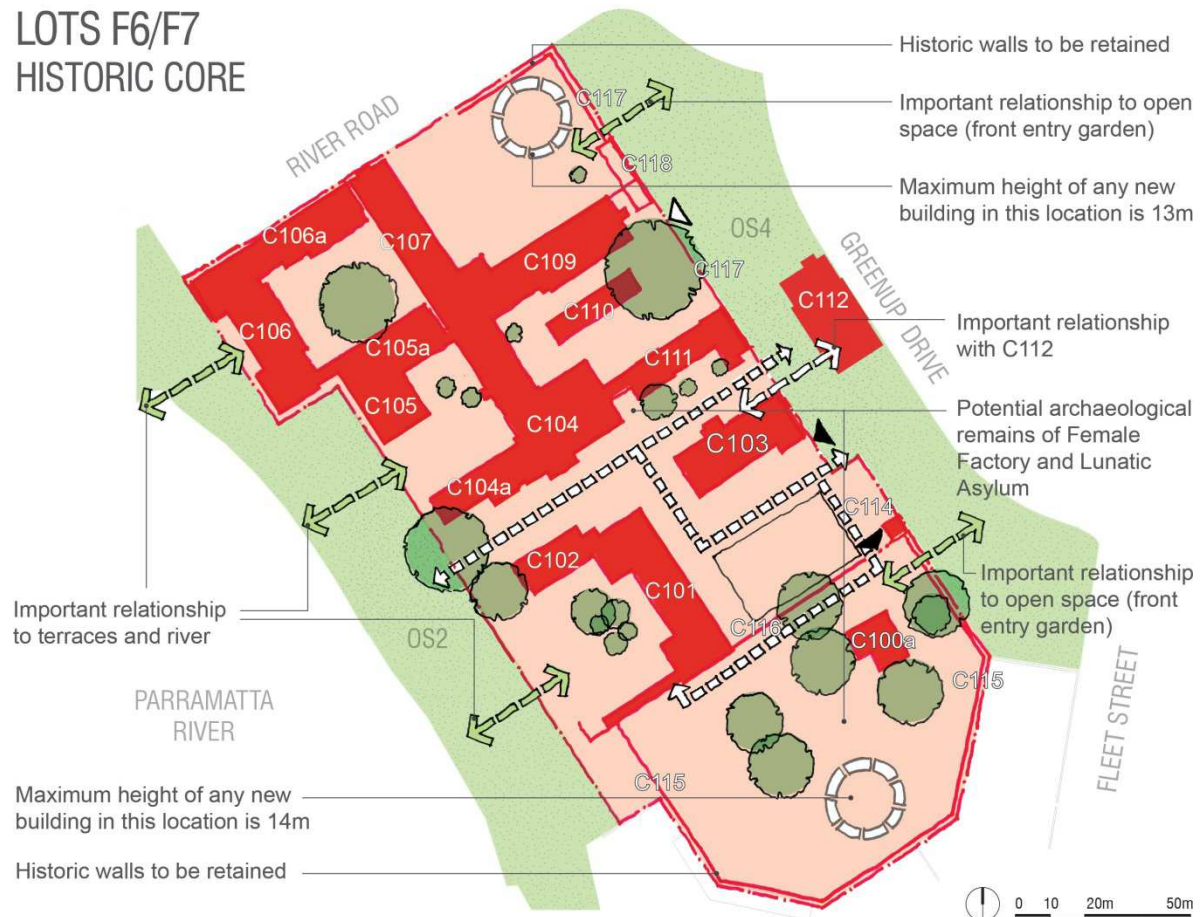 LOTS F6/F7
HISTORIC CORE
RIVER ROAD
Historic walls to be retained
C117
Important relationship to open
space (front entry garden)
C118
Maximum height of any new
building in this location is 13m
C106a
C107
C109
OS4
C117
GREENUP DRIVE
C110
C112
C106
C105a
C111
Important relationship
with C112
C105
C104
C103
Potential archaeological
remains of Female
Factory and Lunatic
Asylum
C104a
C114
C102
C101
Important relationship
to open space (front
entry garden)
Important relationship
to terraces and river
OS2
C116
C100a
C115
PARRAMATTA
RIVER
FLEET STREET
C115
Maximum height of any new
building in this location is 14m
Historic walls to be retained
0 10 20m 50m